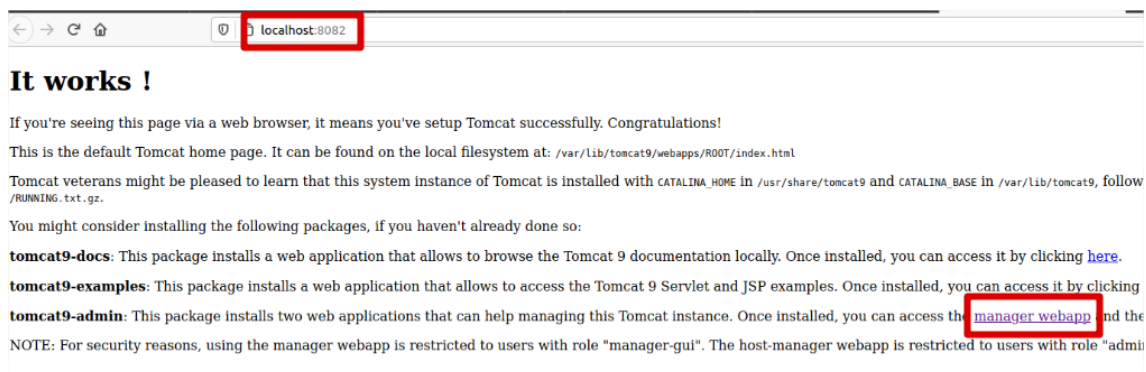 localhost:8082
It works !
If you're seeing this page via a web browser, it means you've setup Tomcat successfully. Congratulations!
This is the default Tomcat home page. It can be found on the local filesystem at: /var/lib/tomcat9/webapps/ROOT/index.html
Tomcat veterans might be pleased to learn that this system instance of Tomcat is installed with CATALINA_HOME in /usr/share/tomcat9 and CATALINA_BASE in /var/lib/tomcat9, follow
/RUNNING.txt.gz.
You might consider installing the following packages, if you haven't already done so:
tomcat9-docs: This package installs a web application that allows to browse the Tomcat 9 documentation locally. Once installed, you can access it by clicking here.
tomcat9-examples: This package installs a web application that allows to access the Tomcat 9 Servlet and JSP examples. Once installed, you can access it by clicking
tomcat9-admin: This package installs two web applications that can help managing this Tomcat instance. Once installed, you can access the manager webapp and the
NOTE: For security reasons, using the manager webapp is restricted to users with role "manager-gui". The host-manager webapp is restricted to users with role "admi